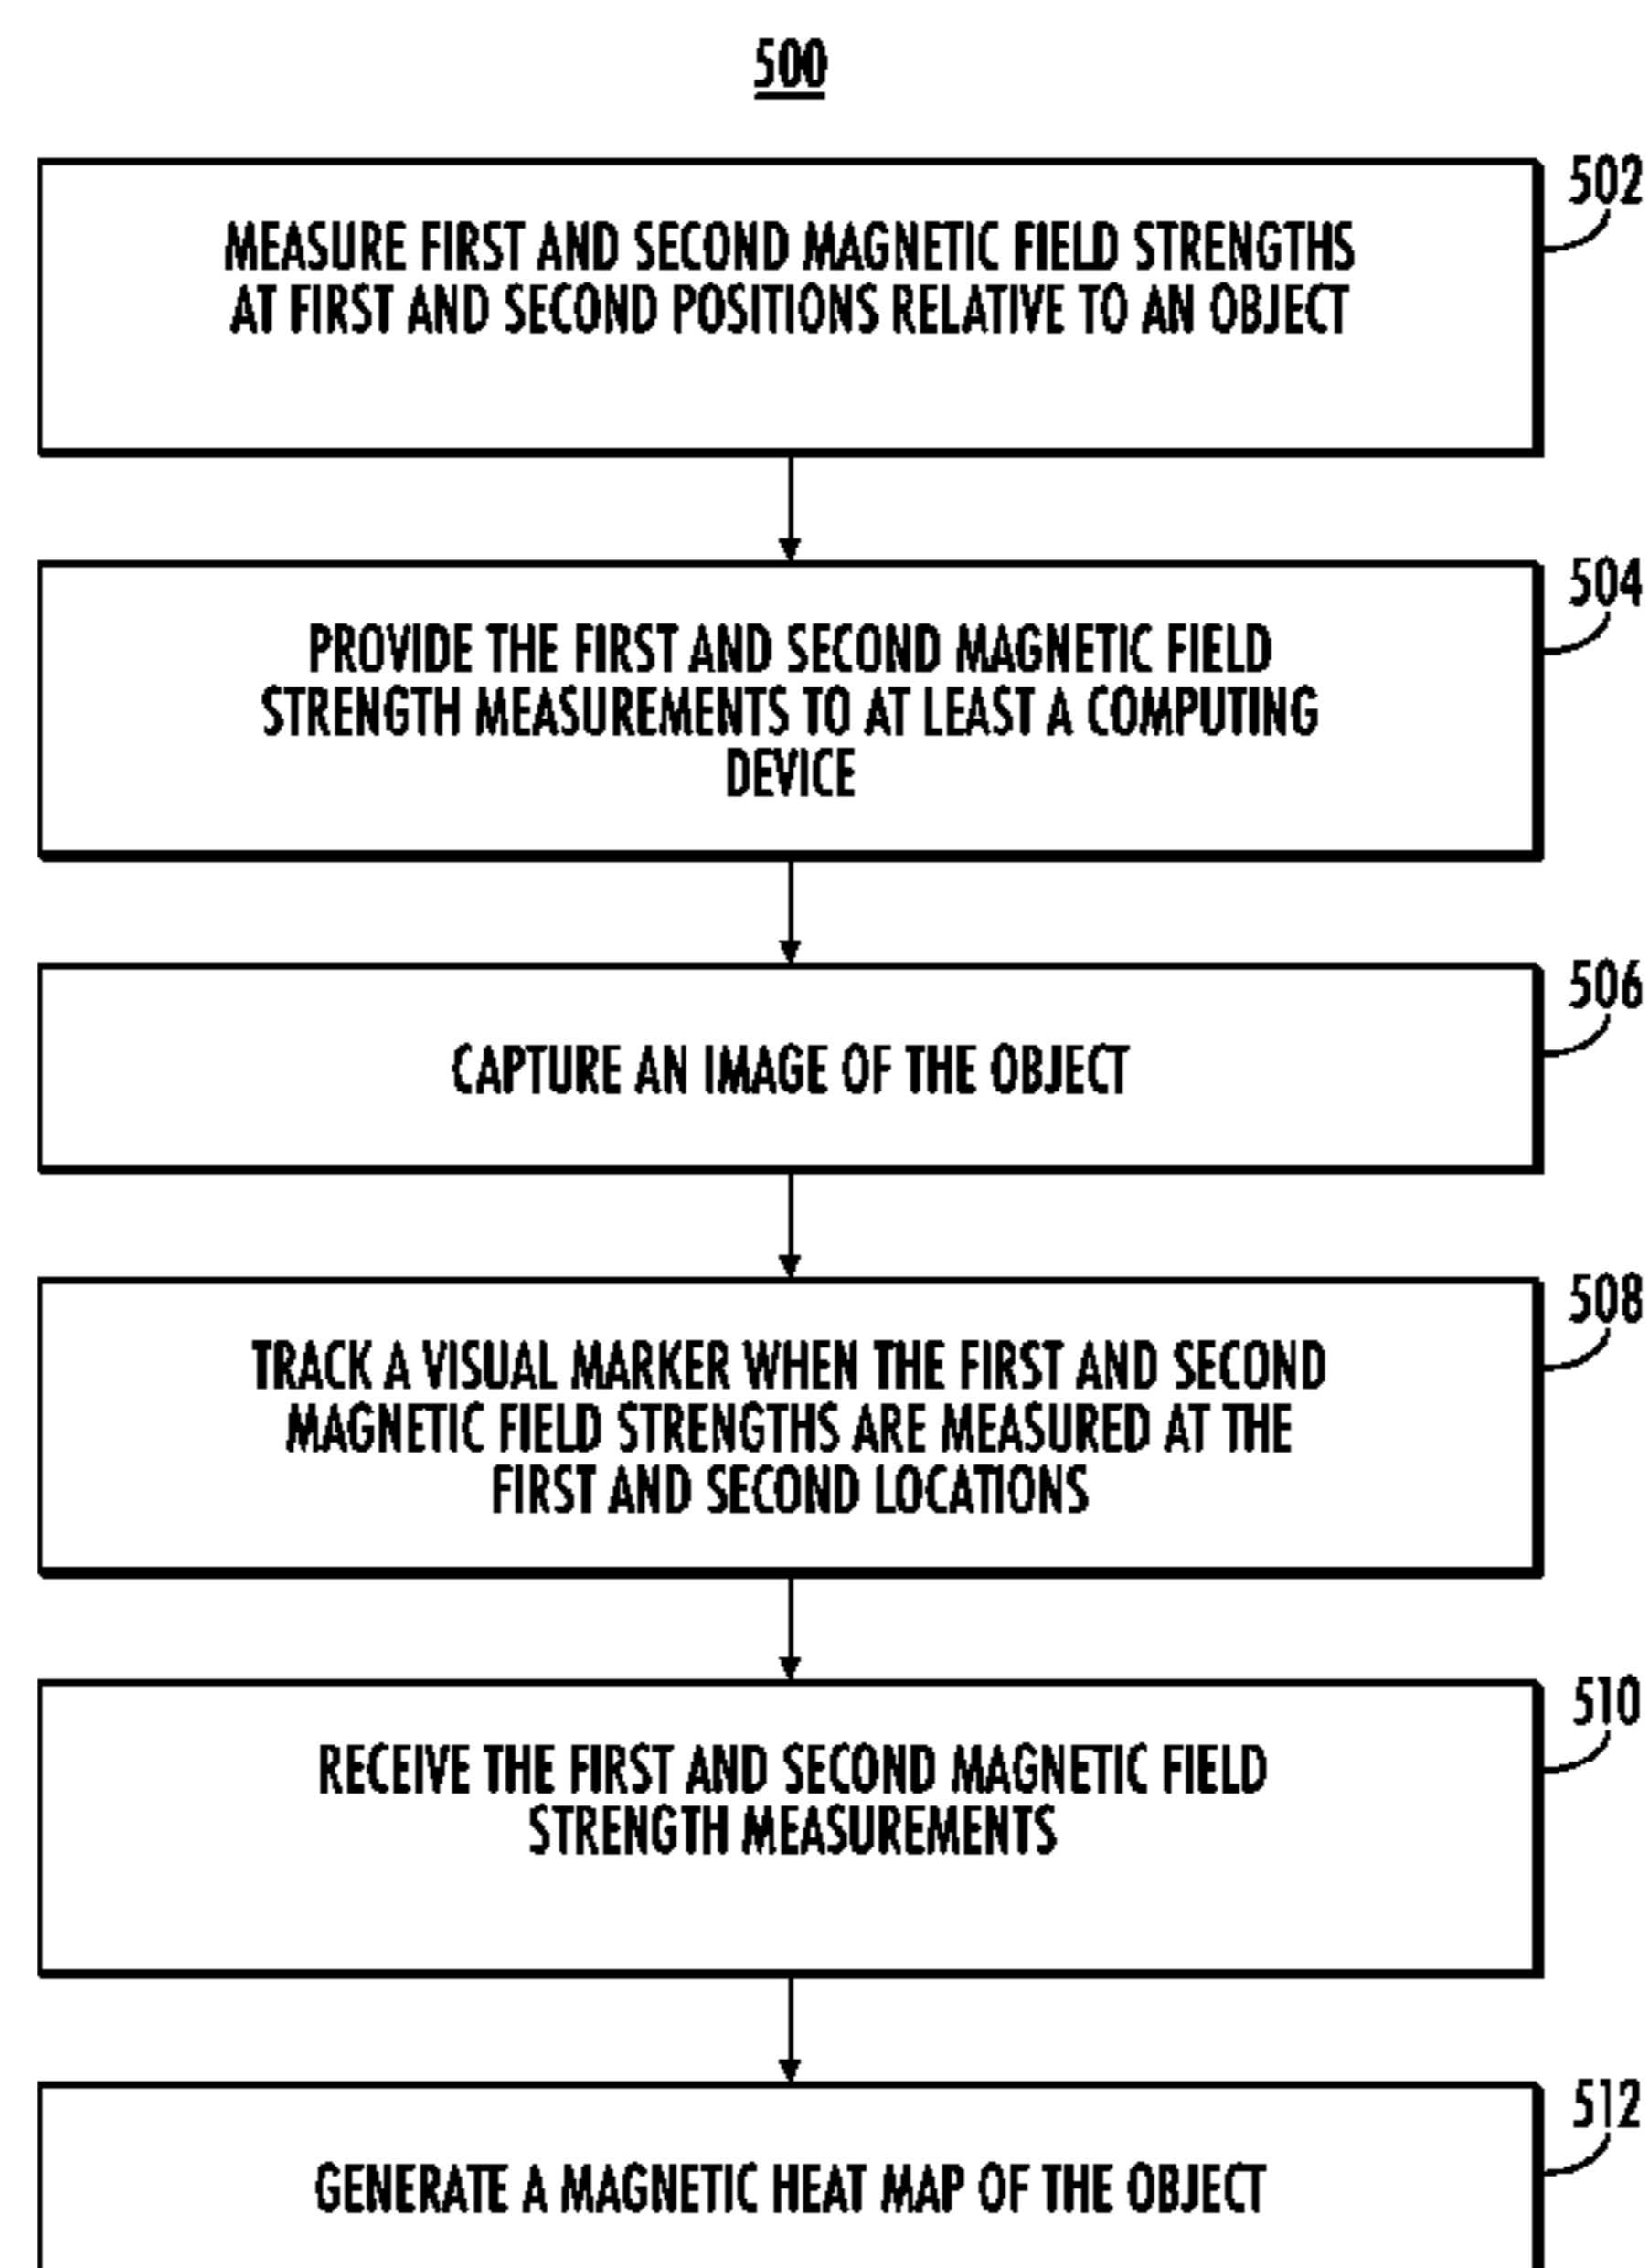 500
502
MEASURE FIRST AND SECOND MAGNETIC FIELD STRENGTHS
AT FIRST AND SECOND POSITIONS RELATIVE TO AN OBJECT
504
PROVIDE THE FIRST AND SECOND MAGNETIC FIELD
STRENGTH MEASUREMENTS TO AT LEAST A COMPUTING
DEVICE
506
CAPTURE AN IMAGE OF THE OBJECT
508
TRACK A VISUAL MARKER WHEN THE FIRST AND SECOND
MAGNETIC FIELD STRENGTHS ARE MEASURED AT THE
FIRST AND SECOND LOCATIONS
510
RECEIVE THE FIRST AND SECOND MAGNETIC FIELD
STRENGTH MEASUREMENTS
512
GENERATE A MAGNETIC HEAT MAP OF THE OBJECT